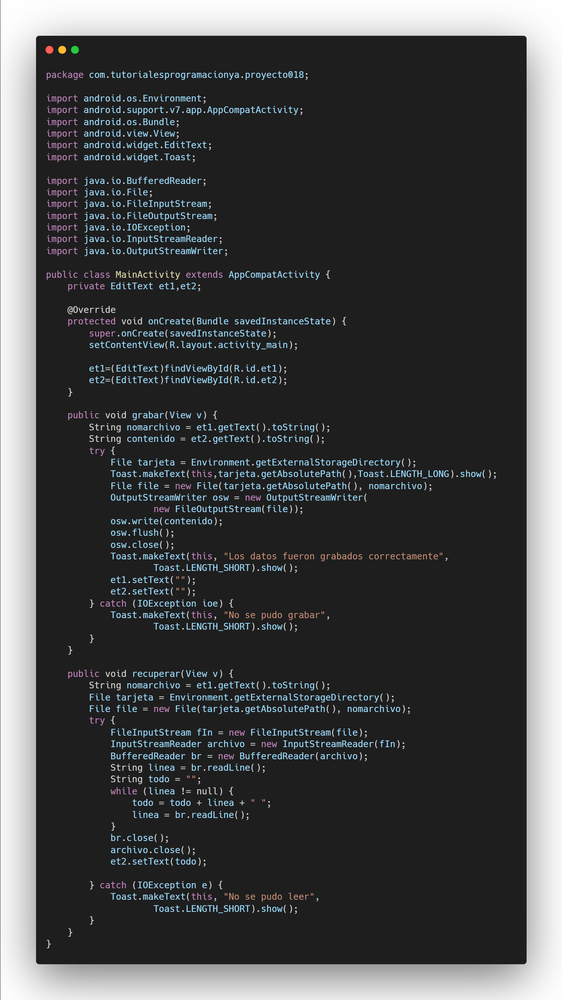 package com.tutorialesprogramacionya.proyecto018;

import android.os.Environment;
import android.support.v7.app.AppCompatActivity;
import android.os.Bundle;
import android.view.View;
import android.widget.EditText;
import android.widget.Toast;

import java.io.BufferedReader;
import java.io.File;
import java.io.FileInputStream;
import java.io.FileOutputStream;
import java.io.IOException;
import java.io.InputStreamReader;
import java.io.OutputStreamWriter;

public class MainActivity extends AppCompatActivity {
    private EditText et1,et2;

    @Override
    protected void onCreate(Bundle savedInstanceState) {
        super.onCreate(savedInstanceState);
        setContentView(R.layout.activity_main);

        et1=(EditText)findViewById(R.id.et1);
        et2=(EditText)findViewById(R.id.et2);
    }

    public void grabar(View v) {
        String nomarchivo = et1.getText().toString();
        String contenido = et2.getText().toString();
        try {
            File tarjeta = Environment.getExternalStorageDirectory();
            Toast.makeText(this,tarjeta.getAbsolutePath(),Toast.LENGTH_LONG).show();
            File file = new File(tarjeta.getAbsolutePath(), nomarchivo);
            OutputStreamWriter osw = new OutputStreamWriter(
                    new FileOutputStream(file));
            osw.write(contenido);
            osw.flush();
            osw.close();
            Toast.makeText(this, "Los datos fueron grabados correctamente",
                    Toast.LENGTH_SHORT).show();
            et1.setText("");
            et2.setText("");
        } catch (IOException ioe) {
            Toast.makeText(this, "No se pudo grabar",
                    Toast.LENGTH_SHORT).show();
        }
    }

    public void recuperar(View v) {
        String nomarchivo = et1.getText().toString();
        File tarjeta = Environment.getExternalStorageDirectory();
        File file = new File(tarjeta.getAbsolutePath(), nomarchivo);
        try {
            FileInputStream fIn = new FileInputStream(file);
            InputStreamReader archivo = new InputStreamReader(fIn);
            BufferedReader br = new BufferedReader(archivo);
            String linea = br.readLine();
            String todo = "";
            while (linea != null) {
                todo = todo + linea + " ";
                linea = br.readLine();
            }
            br.close();
            archivo.close();
            et2.setText(todo);

        } catch (IOException e) {
            Toast.makeText(this, "No se pudo leer",
                    Toast.LENGTH_SHORT).show();
        }
    }
}